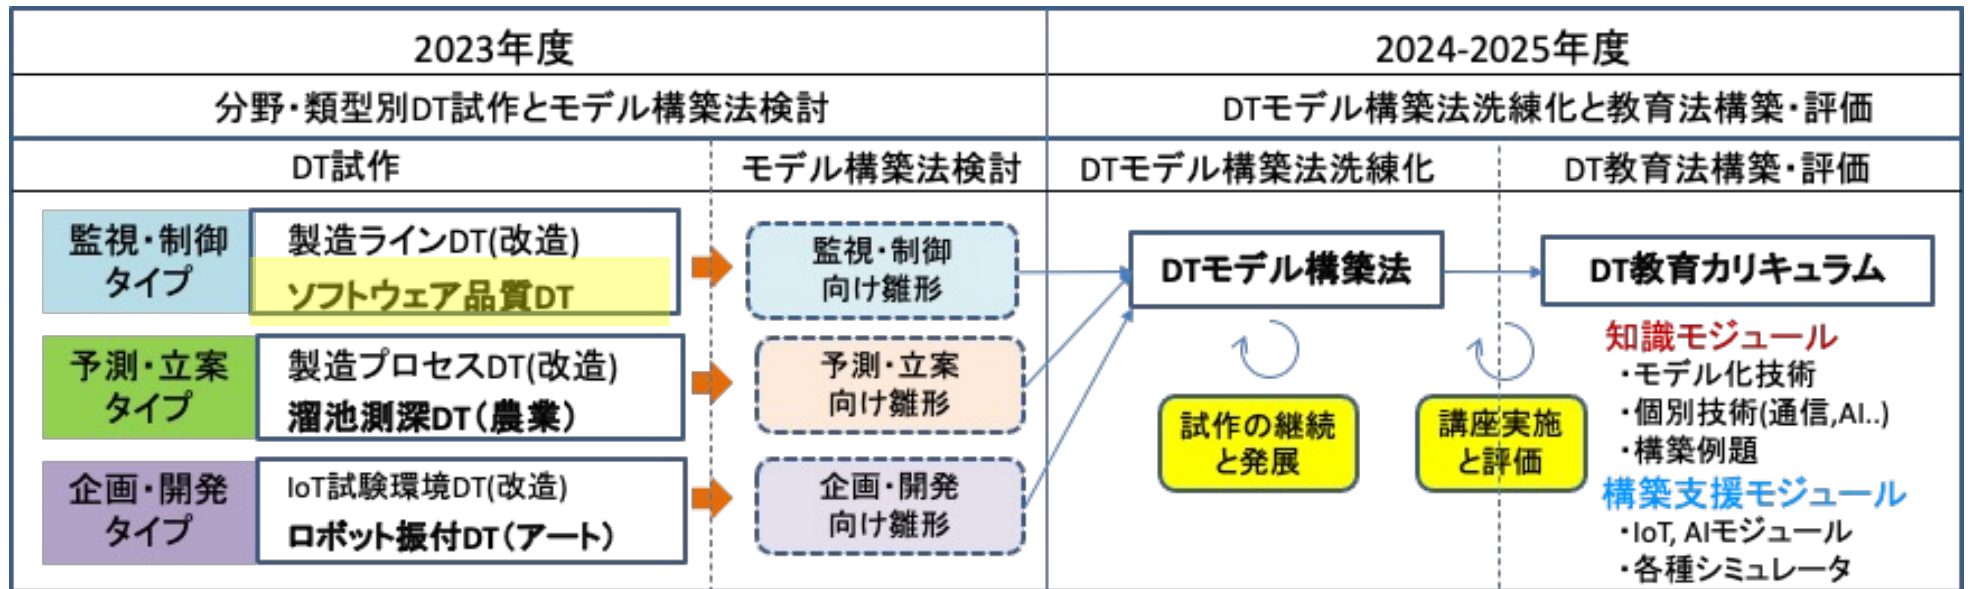 2023年度
2024-2025年度
分野・類型別DT試作とモデル構築法検討
DTモデル構築法洗練化と教育法構築・評価
DT試作
モデル構築法検討
DTモデル構築法洗練化
DT教育法構築・評価
監視・制御
タイプ
製造ラインDT(改造)
ソフトウェア品質DT
監視・制御
向け雛形
予測・立案
タイプ
製造プロセスDT(改造)
溜池測深DT(農業)
予測・立案
向け雛形
企画・開発
タイプ
IoT試験環境DT(改造)
ロボット振付DT(アート)
企画・開発
向け雛形
DTモデル構築法
試作の継続
と発展
講座実施
と評価
DT教育カリキュラム
知識モジュール
・モデル化技術
・個別技術(通信,AI..)
・構築例題
構築支援モジュール
・IoT, AIモジュール
・各種シミュレータ